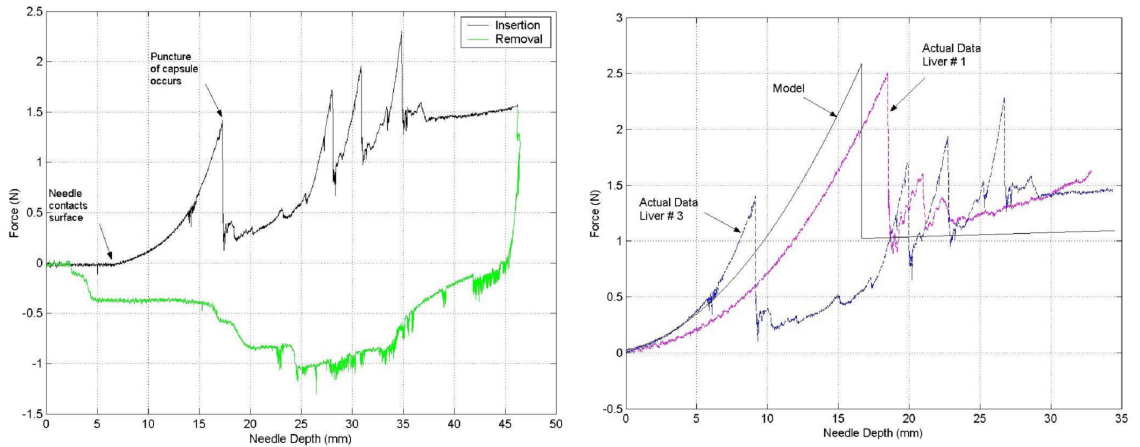 2.5
2
1.5
1
0.5
0
-0.5
-1
-1.5
Force (N)
0 5 10 15 20 25 30 35 40 45 50
Needle Depth (mm)
Insertion
Removal
Puncture
of capsule
occurs
Needle
contacts
surface
3
2.5
2
1.5
1
0.5
0
-0.5
Force (N)
0 5 10 15 20 25 30 35
Needle Depth (mm)
Actual Data
Liver # 1
Model
Actual Data
Liver # 3